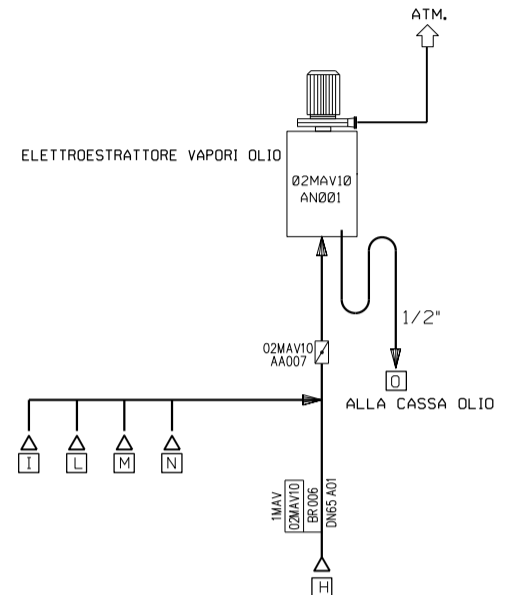 ATM.
ELETTROESTRATTORE VAPORI OLIO
02MAV10
AN001
1/2"
02MAV10
AA007
O
ALLA CASSA OLIO
I
L
M
N
1MAV
02MAV10
BR006
DN65 A01
H